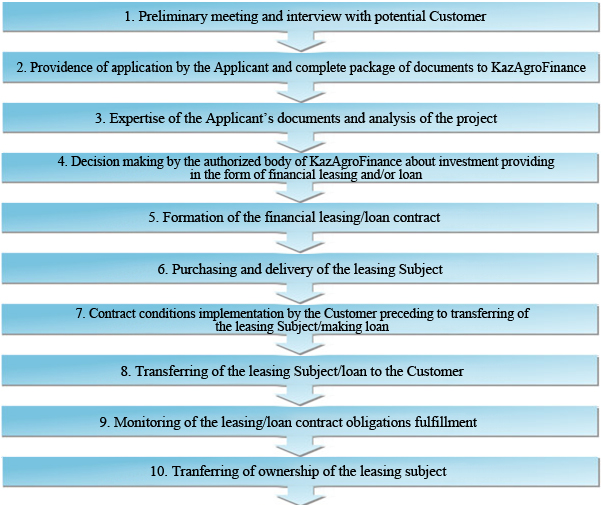 1. Preliminary meeting and interview with potential Customer
2. Providence of application by the Applicant and complete package of documents to KazAgroFinance
3. Expertise of the Applicant's documents and analysis of the project
4. Decision making by the authorized body of KazAgroFinance about investment providing
in the form of financial leasing and/or loan
5. Formation of the financial leasing/loan contract
6. Purchasing and delivery of the leasing Subject
7. Contract conditions implementation by the Customer preceding to transferring of
the leasing Subject/making loan
8. Transferring of the leasing Subject/loan to the Customer
9. Monitoring of the leasing/loan contract obligations fulfillment
10. Tranferring of ownership of the leasing subject